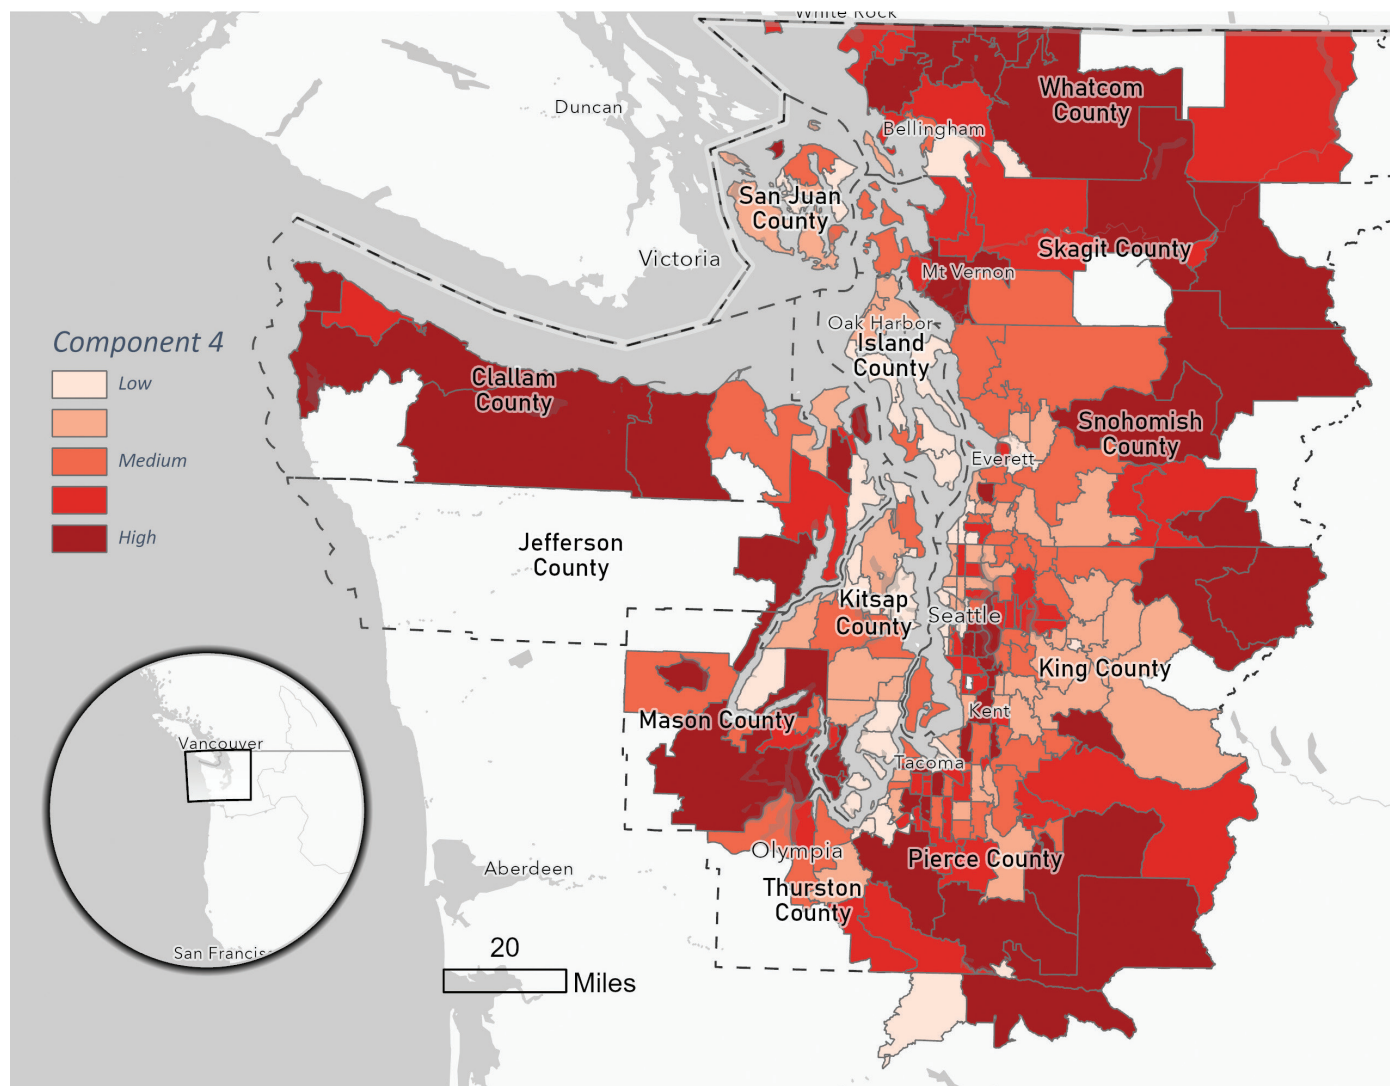 White Rock
Duncan
Whatcom
County
Bellingham
San Juan
County
Victoria
Skagit County
Mt Vernon
Oak Harbor
Island
County
Component 4
Low
Medium
High
Clallam
County
Snohomish
County
Everett
Jefferson
County
Kitsap
County
Seattle
King County
Mason County
Kent
Tacoma
Vancouver
Olympia
Pierce County
Aberdeen
Thurston
County
San Francisc
20
Miles